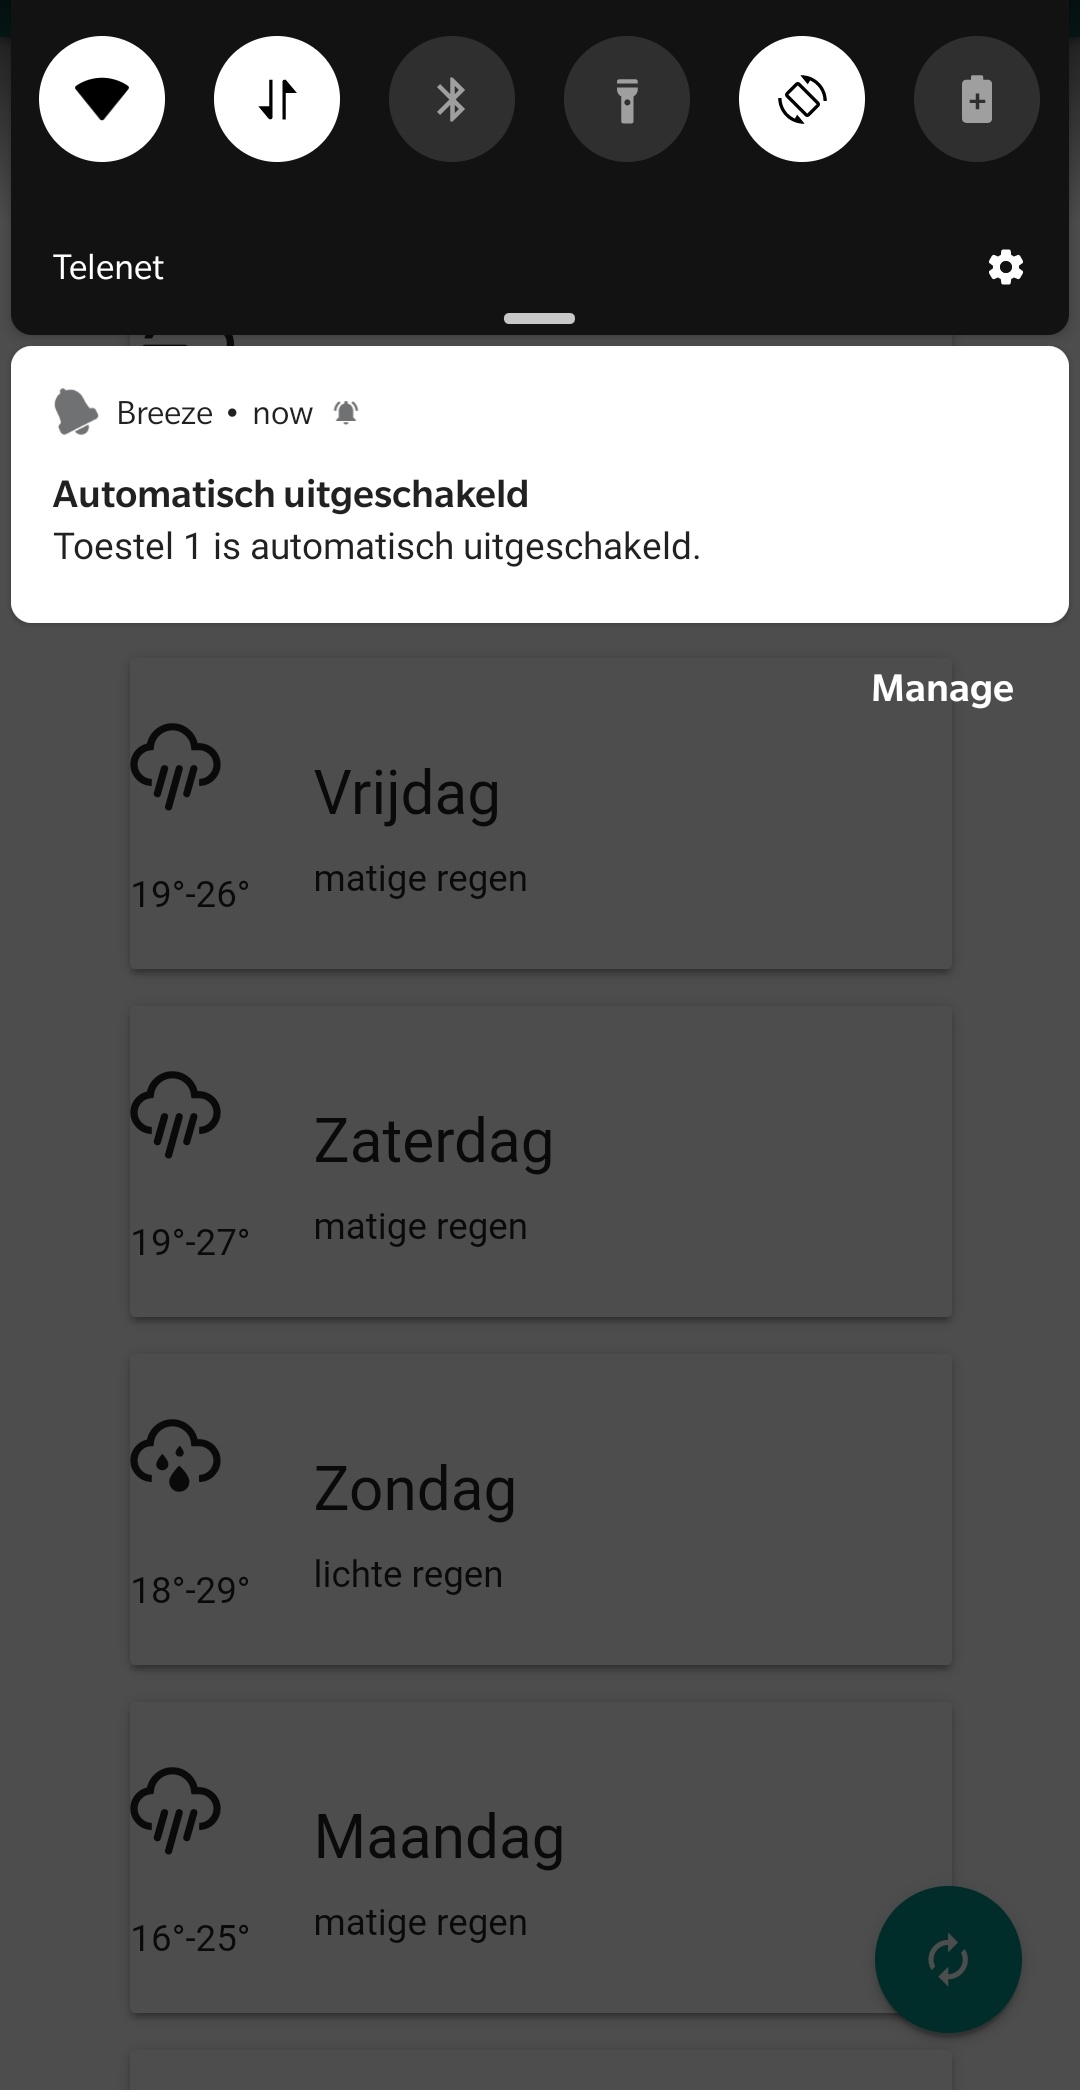 Telenet
Breeze • now
Automatisch uitgeschakeld
Toestel 1 is automatisch uitgeschakeld.
Manage
Vrijdag
19°-26°
matige regen
Zaterdag
19°-27°
matige regen
Zondag
18°-29°
lichte regen
Maandag
16°-25°
matige regen